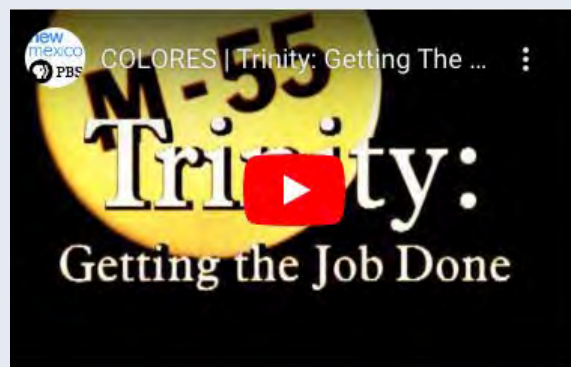 new
mexico
PBS
COLORES | Trinity: Getting The ...
M-55
Trinity:
Getting the Job Done